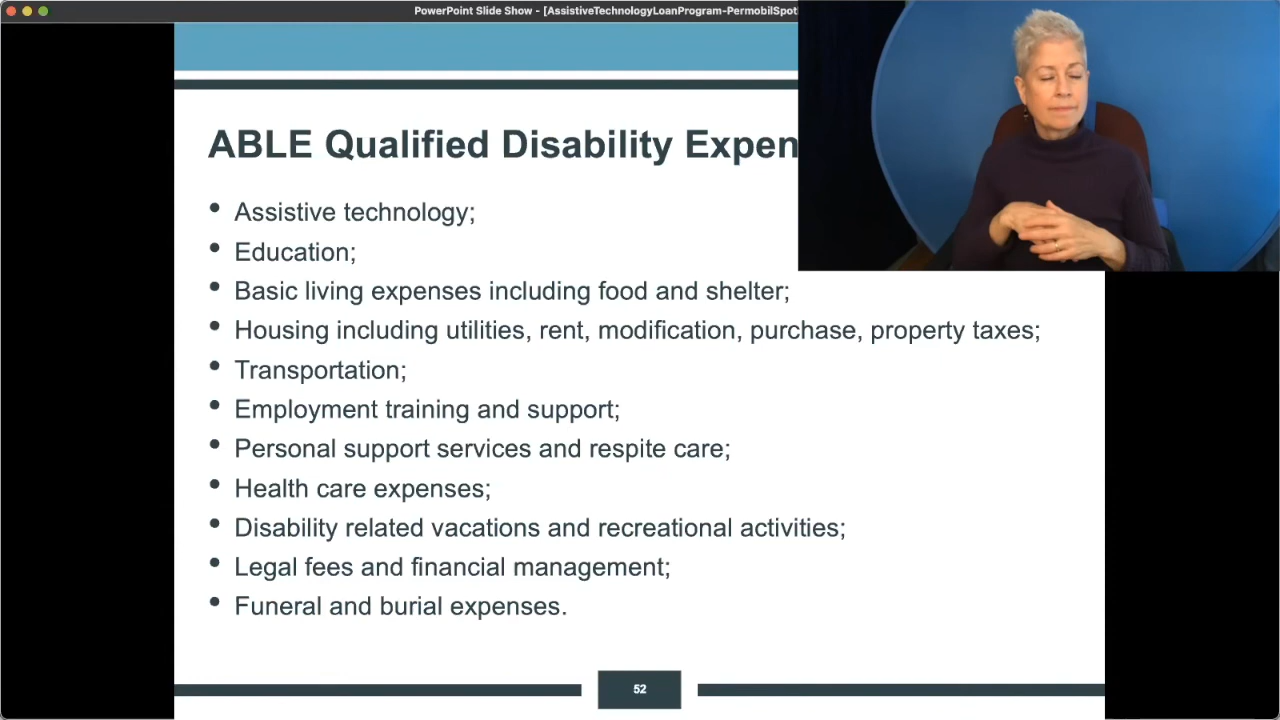 PowerPoint Slide Show - [AssistiveTechnologyLoanProgram-PermobilSpot
ABLE Qualified Disability Expen
• Assistive technology;
• Education;
• Basic living expenses including food and shelter;
• Housing including utilities, rent, modification, purchase, property taxes;
• Transportation;
• Employment training and support;
• Personal support services and respite care;
• Health care expenses;
• Disability related vacations and recreational activities;
• Legal fees and financial management;
• Funeral and burial expenses.
52